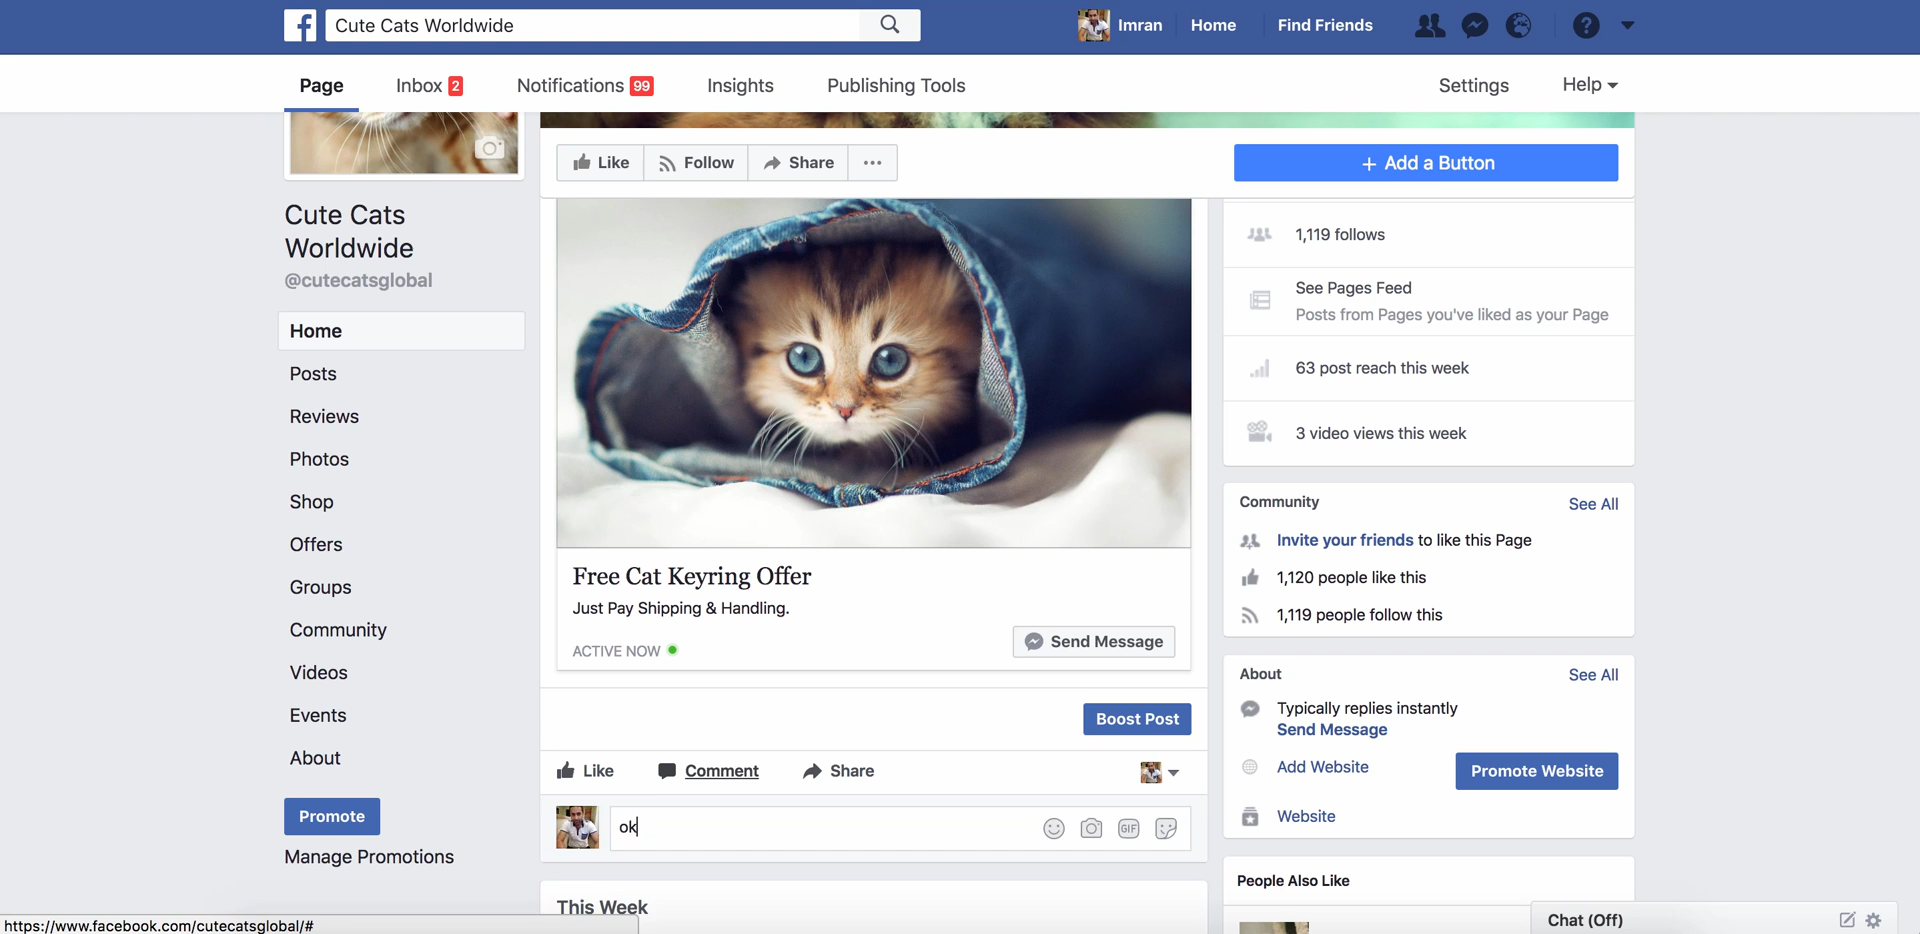 f
Cute Cats Worldwide
Imran Home Find Friends
Page Inbox 2 Notifications 99 Insights Publishing Tools Settings Help
Like Follow Share ...
+ Add a Button
Cute Cats
Worldwide
@cutecatsglobal
Home
Posts
Reviews
Photos
Shop
Offers
Groups
Community
Videos
Events
About
Promote
Manage Promotions
Free Cat Keyring Offer
Just Pay Shipping & Handling.
ACTIVE NOW
Send Message
Boost Post
Like Comment Share
ok
GIF
This Week
1,119 follows
See Pages Feed
Posts from Pages you've liked as your Page
63 post reach this week
3 video views this week
Community See All
Invite your friends to like this Page
1,120 people like this
1,119 people follow this
About See All
Typically replies instantly
Send Message
Add Website
Promote Website
Website
People Also Like
Chat (Off)
https://www.facebook.com/cutecatsglobal/#